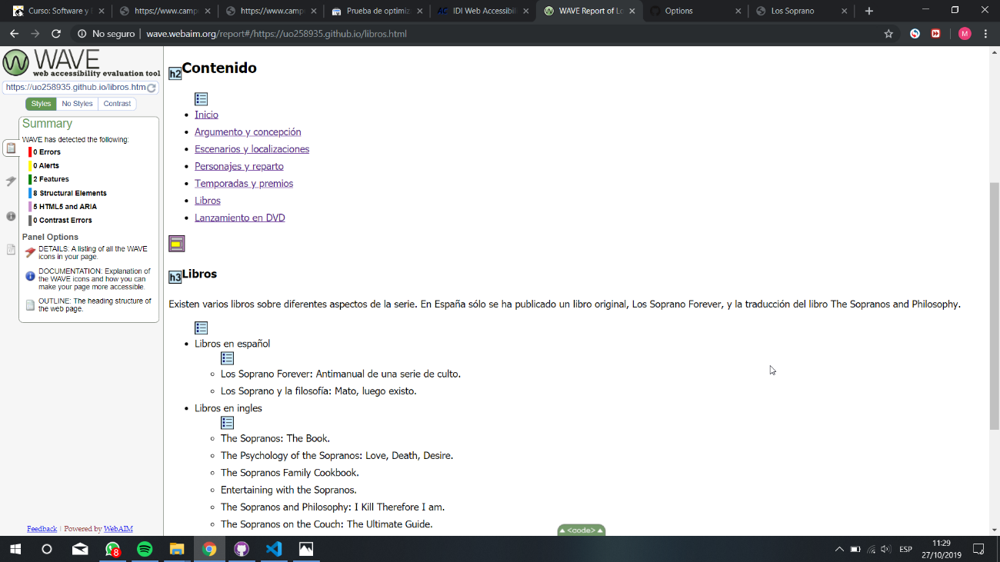 Curso: Software y
https://www.camp
https://www.camp
Prueba de optimiz
AC IDI Web Accessibil
WAVE Report of Lo
Options
Los Soprano
No seguro | wave.webaim.org/report#/https://uo258935.github.io/libros.html
M
WAVE
web accessibility evaluation tool
https://uo258935.github.io/libros.htm
Styles No Styles Contrast
Summary
WAVE has detected the following:
0 Errors
0 Alerts
2 Features
8 Structural Elements
5 HTML5 and ARIA
0 Contrast Errors
Panel Options
DETAILS: A listing of all the WAVE
icons in your page.
DOCUMENTATION: Explanation of
the WAVE icons and how you can
make your page more accessible.
OUTLINE: The heading structure of
the web page.
Feedback | Powered by WebAIM
h2 Contenido
Inicio
Argumento y concepción
Escenarios y localizaciones
Personajes y reparto
Temporadas y premios
Libros
Lanzamiento en DVD
h3 Libros
Existen varios libros sobre diferentes aspectos de la serie. En España sólo se ha publicado un libro original, Los Soprano Forever, y la traducción del libro The Sopranos and Philosophy.
Libros en español
Los Soprano Forever: Antimanual de una serie de culto.
Los Soprano y la filosofía: Mato, luego existo.
Libros en ingles
The Sopranos: The Book.
The Psychology of the Sopranos: Love, Death, Desire.
The Sopranos Family Cookbook.
Entertaining with the Sopranos.
The Sopranos and Philosophy: I Kill Therefore I am.
The Sopranos on the Couch: The Ultimate Guide.
<code>
8
ESP
11:29
27/10/2019